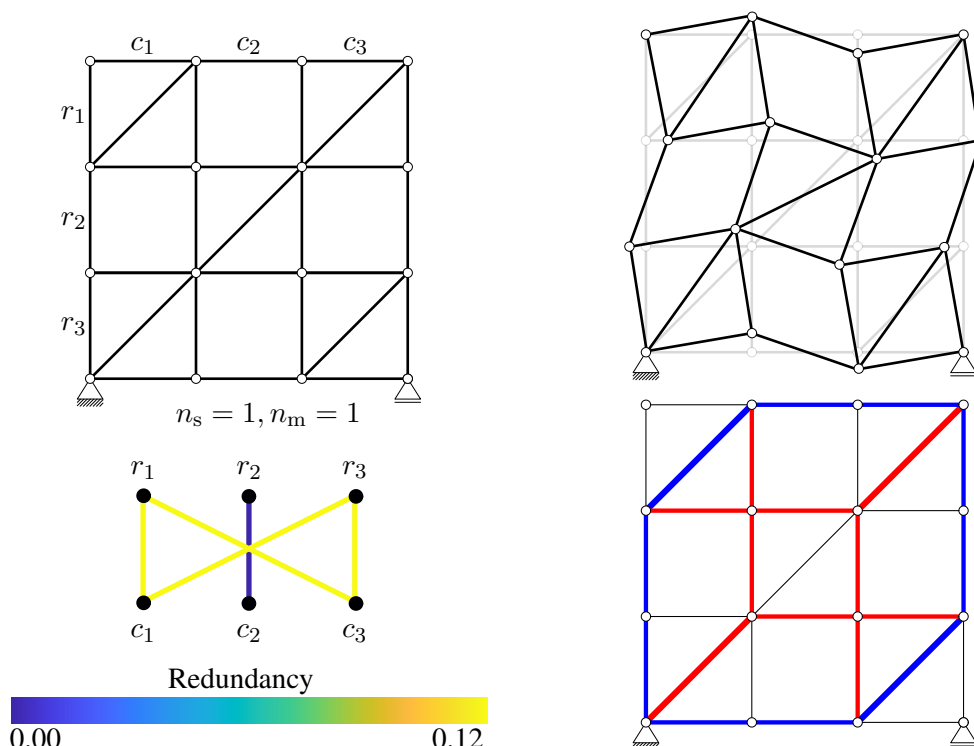 c₁ c₂ c₃
r₁
r₂
r₃
nₛ = 1, nₘ = 1
r₁ r₂ r₃
c₁ c₂ c₃
Redundancy
0.00 0.12